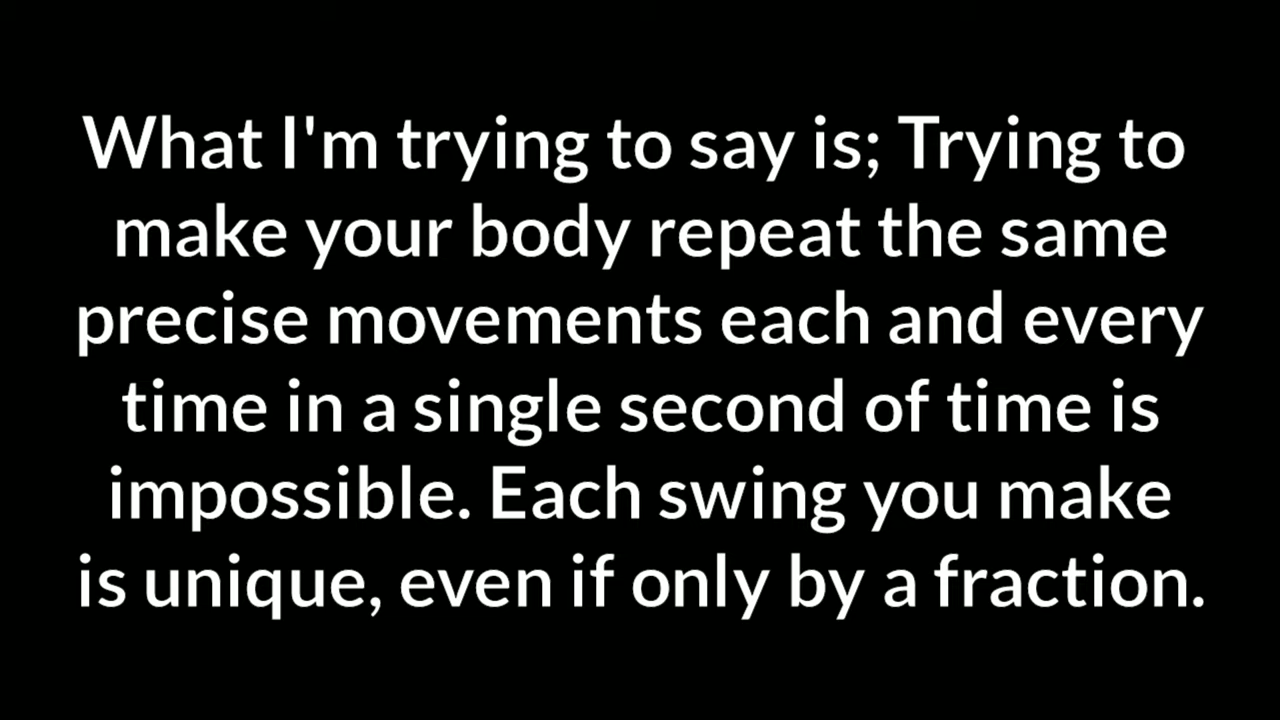 What I'm trying to say is; Trying to
make your body repeat the same
precise movements each and every
time in a single second of time is
impossible. Each swing you make
is unique, even if only by a fraction.